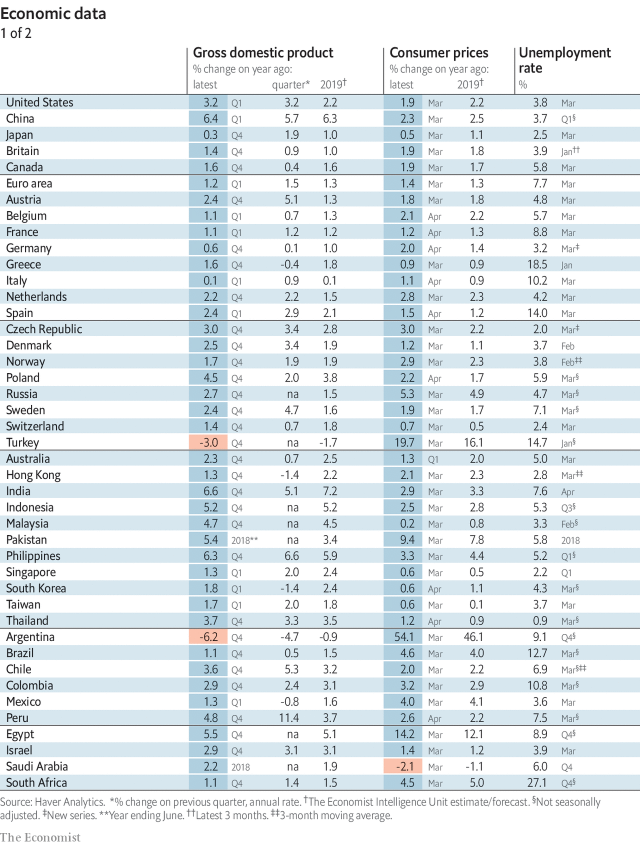 Economic data
1 of 2
Gross domestic product Consumer prices Unemployment
% change on year ago: % change on year ago: rate
latest quarter* 2019† latest 2019† %
United States 3.2 Q1 3.2 2.2 1.9 Mar 2.2 3.8 Mar
China 6.4 Q1 5.7 6.3 2.3 Mar 2.5 3.7 Q1§
Japan 0.3 Q4 1.9 1.0 0.5 Mar 1.1 2.5 Mar
Britain 1.4 Q4 0.9 1.0 1.9 Mar 1.8 3.9 Jan††
Canada 1.6 Q4 0.4 1.6 1.9 Mar 1.7 5.8 Mar
Euro area 1.2 Q1 1.5 1.3 1.4 Mar 1.3 7.7 Mar
Austria 2.4 Q4 5.1 1.3 1.8 Mar 1.8 4.8 Mar
Belgium 1.1 Q1 0.7 1.3 2.1 Apr 2.2 5.7 Mar
France 1.1 Q1 1.2 1.2 1.2 Apr 1.3 8.8 Mar
Germany 0.6 Q4 0.1 1.0 2.0 Apr 1.4 3.2 Mar‡
Greece 1.6 Q4 -0.4 1.8 0.9 Mar 0.9 18.5 Jan
Italy 0.1 Q1 0.9 0.1 1.1 Apr 0.9 10.2 Mar
Netherlands 2.2 Q4 2.2 1.5 2.8 Mar 2.3 4.2 Mar
Spain 2.4 Q1 2.9 2.1 1.5 Apr 1.2 14.0 Mar
Czech Republic 3.0 Q4 3.4 2.8 3.0 Mar 2.2 2.0 Mar‡
Denmark 2.5 Q4 3.4 1.9 1.2 Mar 1.1 3.7 Feb
Norway 1.7 Q4 1.9 1.9 2.9 Mar 2.3 3.8 Feb‡‡
Poland 4.5 Q4 2.0 3.8 2.2 Apr 1.7 5.9 Mar§
Russia 2.7 Q4 na 1.5 5.3 Mar 4.9 4.7 Mar§
Sweden 2.4 Q4 4.7 1.6 1.9 Mar 1.7 7.1 Mar§
Switzerland 1.4 Q4 0.7 1.8 0.7 Mar 0.5 2.4 Mar
Turkey -3.0 Q4 na -1.7 19.7 Mar 16.1 14.7 Jan§
Australia 2.3 Q4 0.7 2.5 1.3 Q1 2.0 5.0 Mar
Hong Kong 1.3 Q4 -1.4 2.2 2.1 Mar 2.3 2.8 Mar‡‡
India 6.6 Q4 5.1 7.2 2.9 Mar 3.3 7.6 Apr
Indonesia 5.2 Q4 na 5.2 2.5 Mar 2.8 5.3 Q3§
Malaysia 4.7 Q4 na 4.5 0.2 Mar 0.8 3.3 Feb§
Pakistan 5.4 2018** na 3.4 9.4 Mar 7.8 5.8 2018
Philippines 6.3 Q4 6.6 5.9 3.3 Mar 4.4 5.2 Q1§
Singapore 1.3 Q1 2.0 2.4 0.6 Mar 0.5 2.2 Q1
South Korea 1.8 Q1 -1.4 2.4 0.6 Apr 1.1 4.3 Mar§
Taiwan 1.7 Q1 2.0 1.8 0.6 Mar 0.1 3.7 Mar
Thailand 3.7 Q4 3.3 3.5 1.2 Apr 0.9 0.9 Mar§
Argentina -6.2 Q4 -4.7 -0.9 54.1 Mar 46.1 9.1 Q4§
Brazil 1.1 Q4 0.5 1.5 4.6 Mar 4.0 12.7 Mar§
Chile 3.6 Q4 5.3 3.2 2.0 Mar 2.2 6.9 Mar§‡‡
Colombia 2.9 Q4 2.4 3.1 3.2 Mar 2.9 10.8 Mar§
Mexico 1.3 Q1 -0.8 1.6 4.0 Mar 4.1 3.6 Mar
Peru 4.8 Q4 11.4 3.7 2.6 Apr 2.2 7.5 Mar§
Egypt 5.5 Q4 na 5.1 14.2 Mar 12.1 8.9 Q4§
Israel 2.9 Q4 3.1 3.1 1.4 Mar 1.2 3.9 Mar
Saudi Arabia 2.2 2018 na 1.9 -2.1 Mar -1.1 6.0 Q4
South Africa 1.1 Q4 1.4 1.5 4.5 Mar 5.0 27.1 Q4§
Source: Haver Analytics. *% change on previous quarter, annual rate. †The Economist Intelligence Unit estimate/forecast. §Not seasonally
adjusted. ‡New series. **Year ending June. ††Latest 3 months. ‡‡3-month moving average.
The Economist